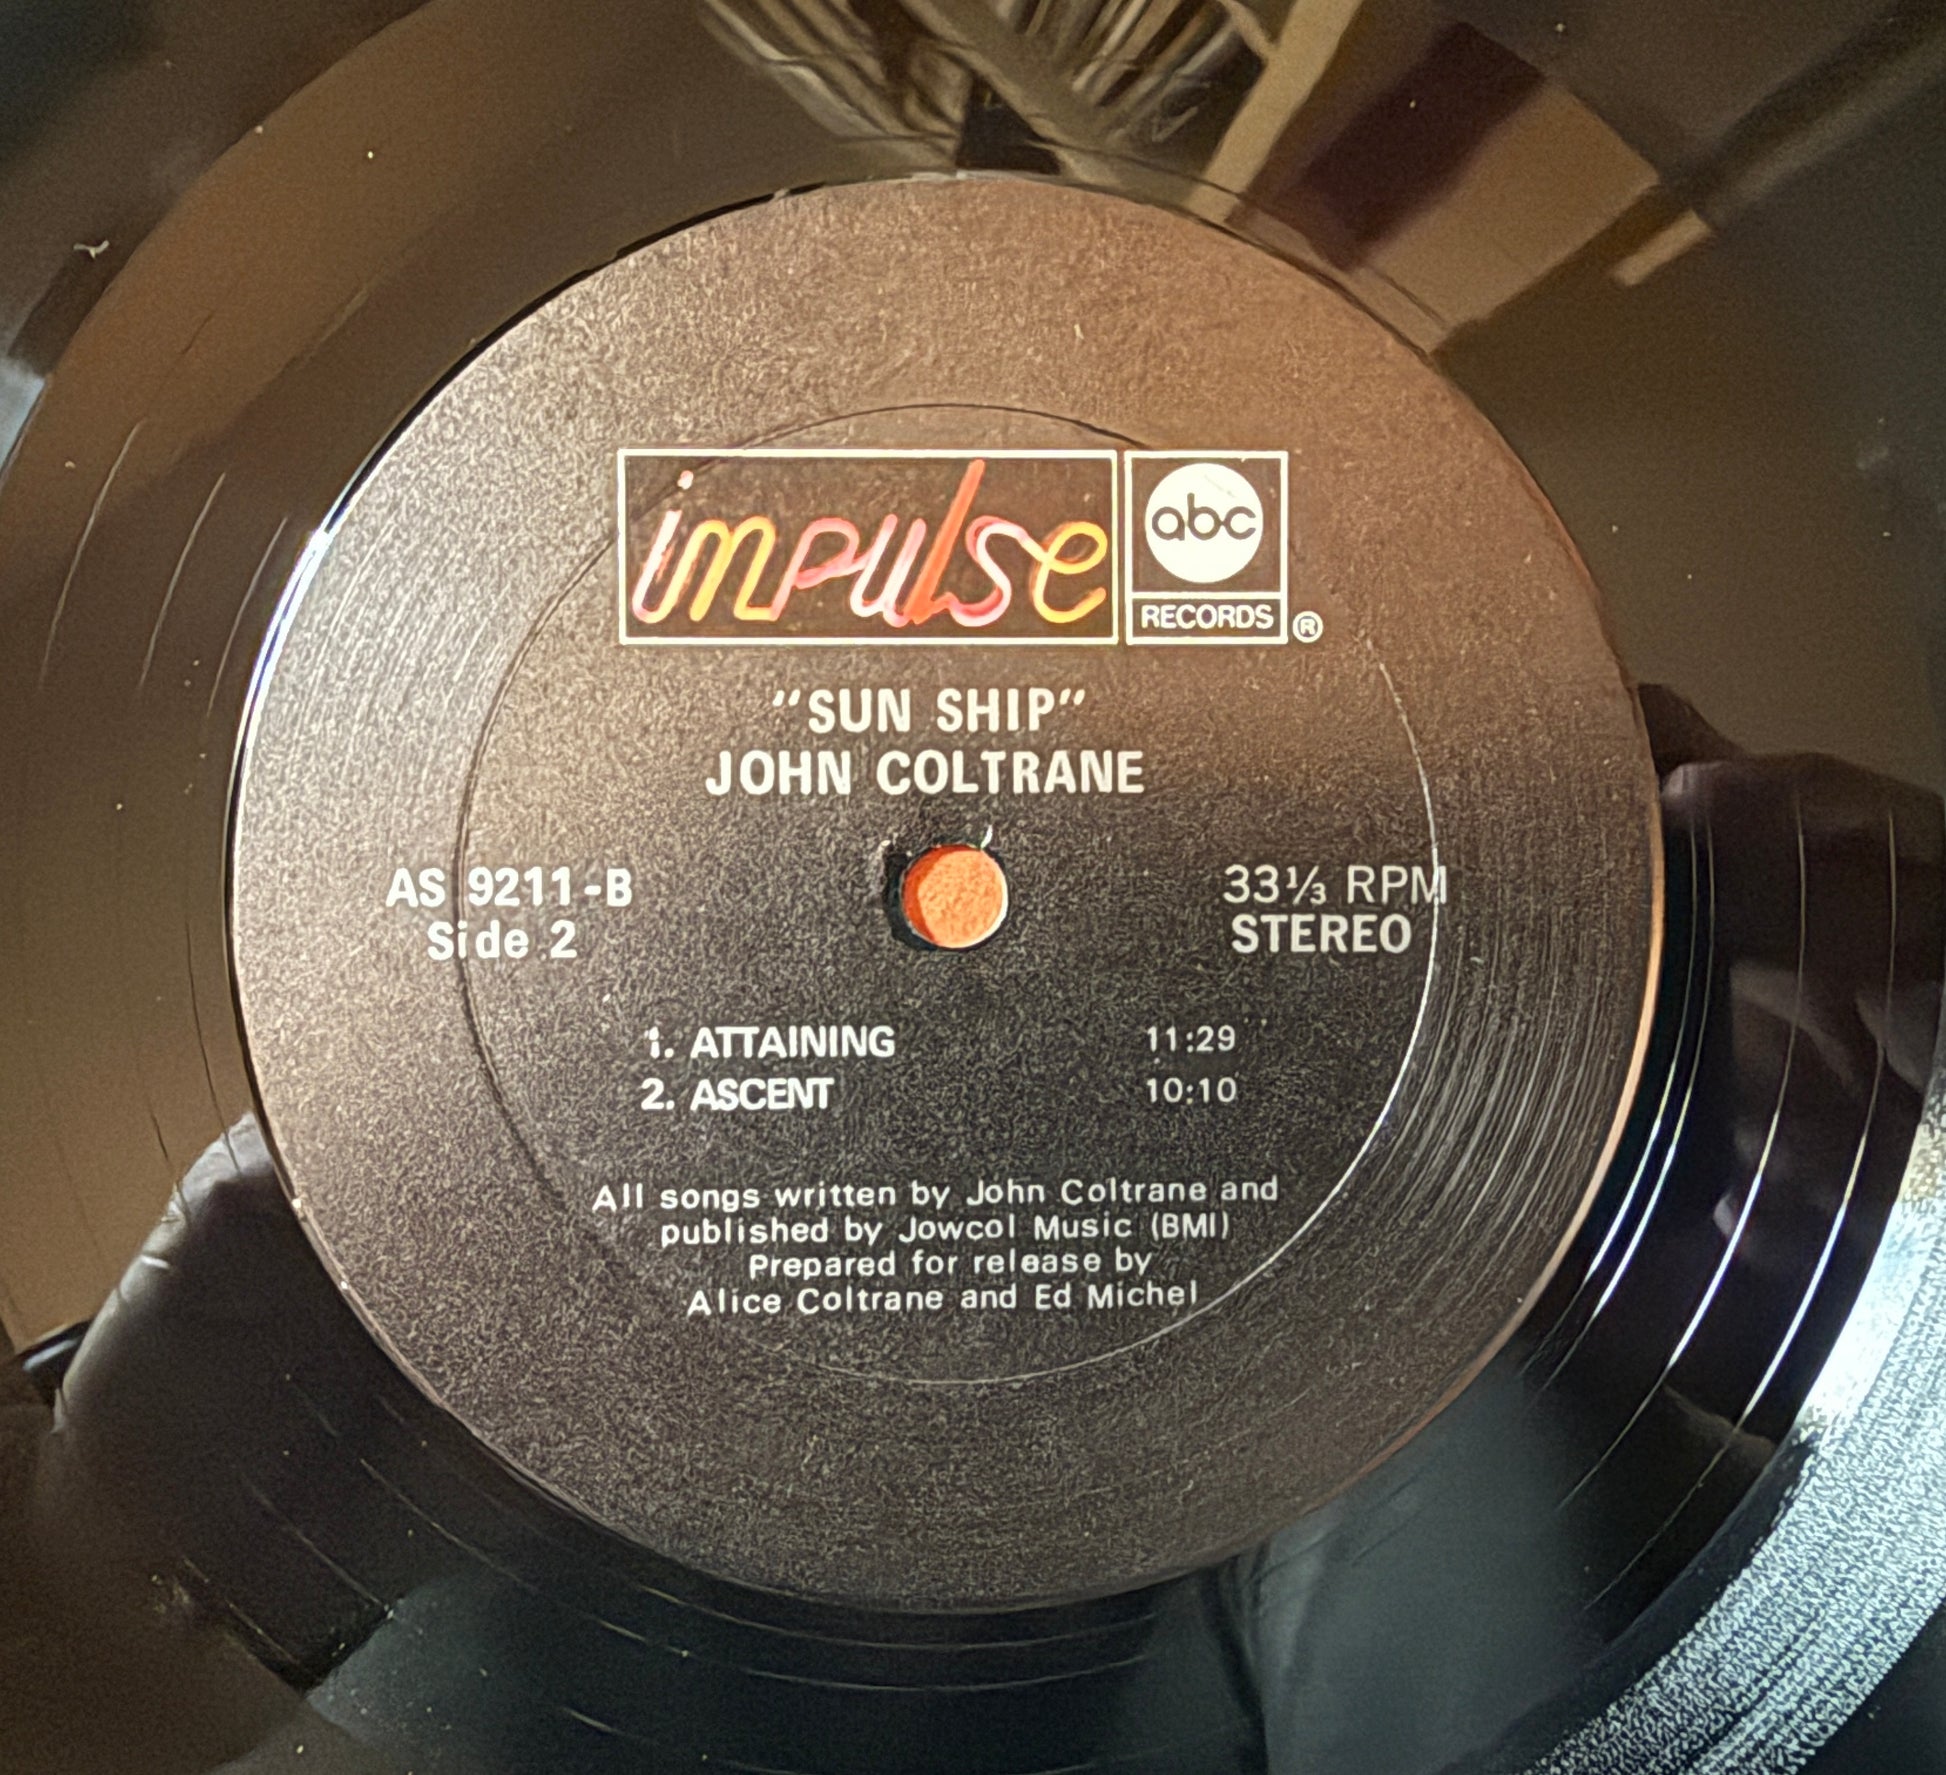 impulse
abc
RECORDS ®
"SUN SHIP"
JOHN COLTRANE
AS 9211-B
Side 2
33⅓ RPM
STEREO
1. ATTAINING 11:29
2. ASCENT 10:10
All songs written by John Coltrane and
published by Jowcol Music (BMI)
Prepared for release by
Alice Coltrane and Ed Michel